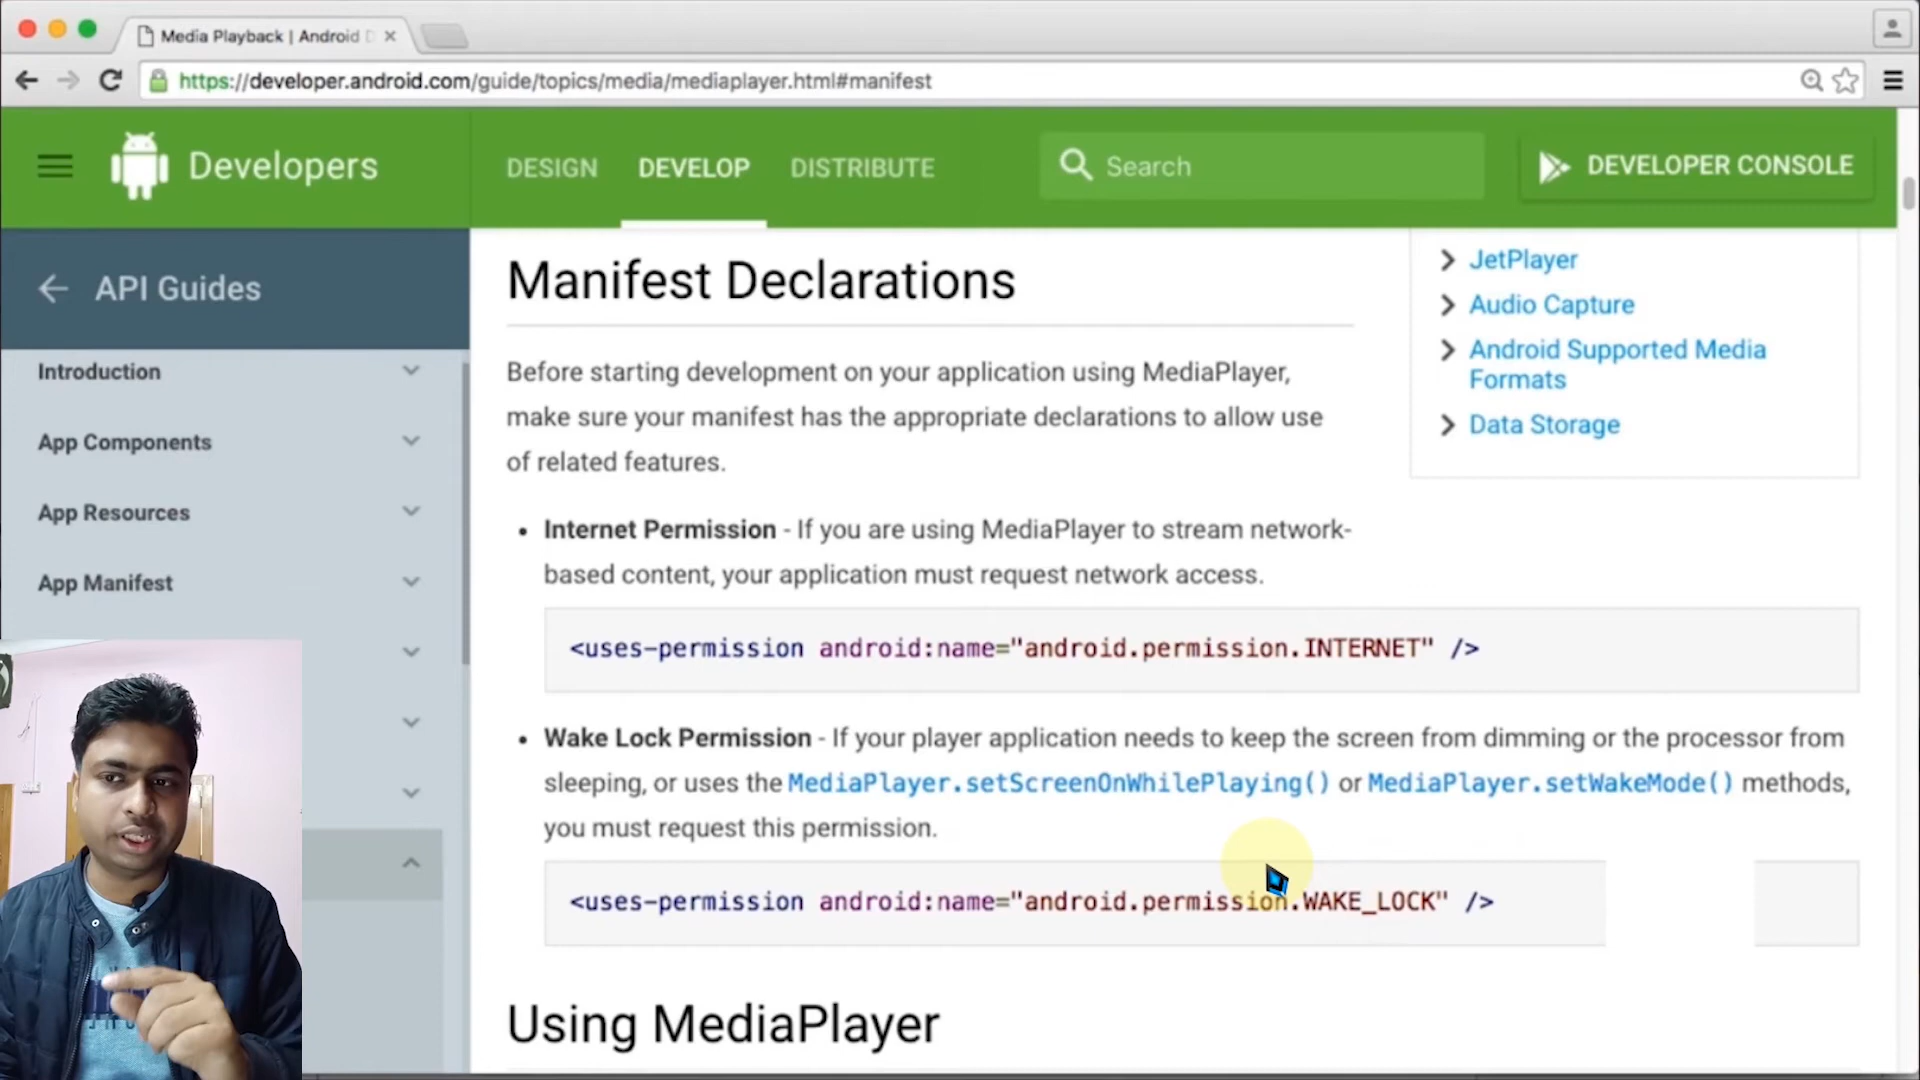 Media Playback | Android D
https://developer.android.com/guide/topics/media/mediaplayer.html#manifest
Developers
DESIGN
DEVELOP
DISTRIBUTE
Search
DEVELOPER CONSOLE
API Guides
Introduction
App Components
App Resources
App Manifest
Manifest Declarations
Before starting development on your application using MediaPlayer,
make sure your manifest has the appropriate declarations to allow use
of related features.
• Internet Permission - If you are using MediaPlayer to stream network-
based content, your application must request network access.
<uses-permission android:name="android.permission.INTERNET" />
• Wake Lock Permission - If your player application needs to keep the screen from dimming or the processor from
sleeping, or uses the MediaPlayer.setScreenOnWhilePlaying() or MediaPlayer.setWakeMode() methods,
you must request this permission.
<uses-permission android:name="android.permission.WAKE_LOCK" />
Using MediaPlayer
JetPlayer
Audio Capture
Android Supported Media
Formats
Data Storage